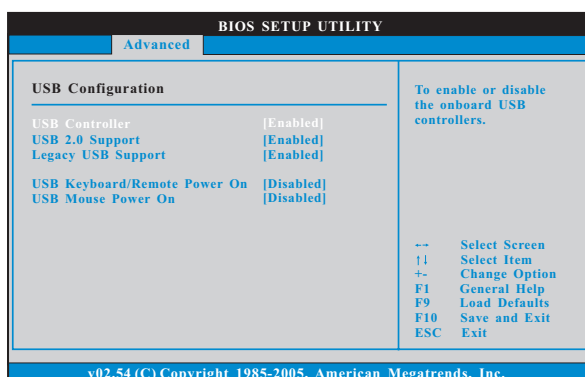 BIOS SETUP UTILITY
Advanced
USB Configuration
USB Controller [Enabled]
USB 2.0 Support [Enabled]
Legacy USB Support [Enabled]
USB Keyboard/Remote Power On [Disabled]
USB Mouse Power On [Disabled]
To enable or disable
the onboard USB
controllers.
←→ Select Screen
↑↓ Select Item
+- Change Option
F1 General Help
F9 Load Defaults
F10 Save and Exit
ESC Exit
v02.54 (C) Copyright 1985-2005, American Megatrends, Inc.